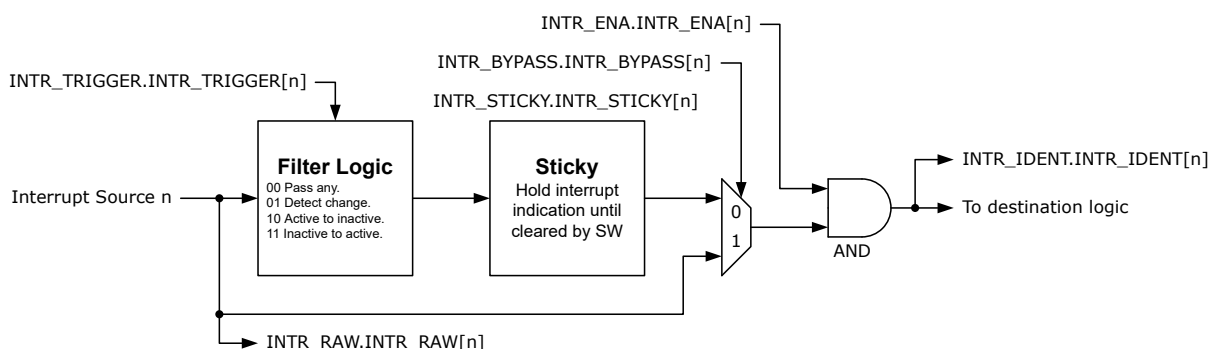 INTR_ENA.INTR_ENA[n]
INTR_BYPASS.INTR_BYPASS[n]
INTR_TRIGGER.INTR_TRIGGER[n]
INTR_STICKY.INTR_STICKY[n]
Filter Logic
00 Pass any.
01 Detect change.
10 Active to inactive.
11 Inactive to active.
Sticky
Hold interrupt
indication until
cleared by SW
INTR_IDENT.INTR_IDENT[n]
Interrupt Source n
To destination logic
0
1
AND
INTR_RAW.INTR_RAW[n]